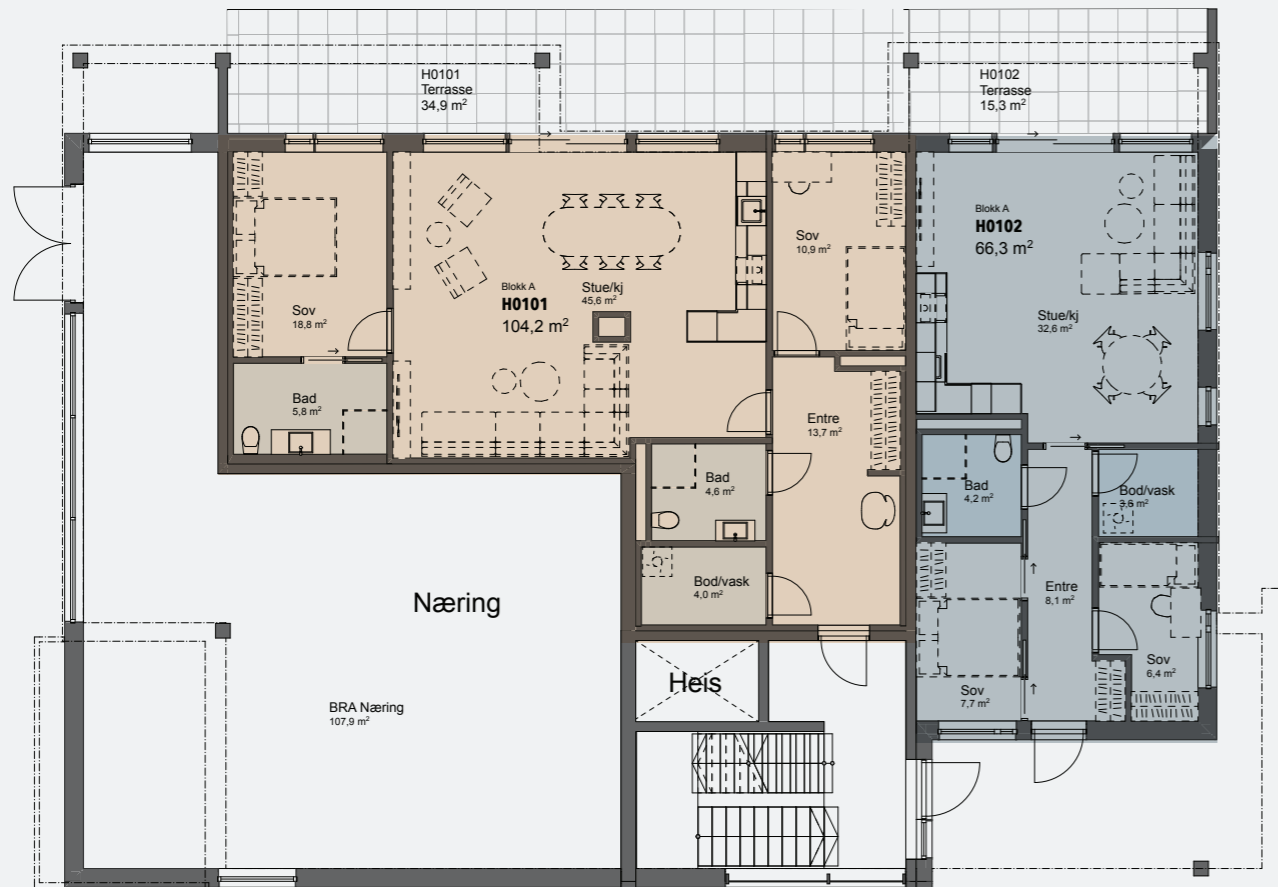 H0101
Terrasse
34,9 m²
H0102
Terrasse
15,3 m²
Sov
18,8 m²
Bad
5,8 m²
Blokk A
H0101
104,2 m²
Stue/kj
45,6 m²
Sov
10,9 m²
Entre
13,7 m²
Bad
4,6 m²
Bod/vask
4,0 m²
Blokk A
H0102
66,3 m²
Stue/kj
32,6 m²
Bad
4,2 m²
Bod/vask
3,6 m²
Entre
8,1 m²
Sov
7,7 m²
Sov
6,4 m²
Næring
BRA Næring
107,9 m²
Heis